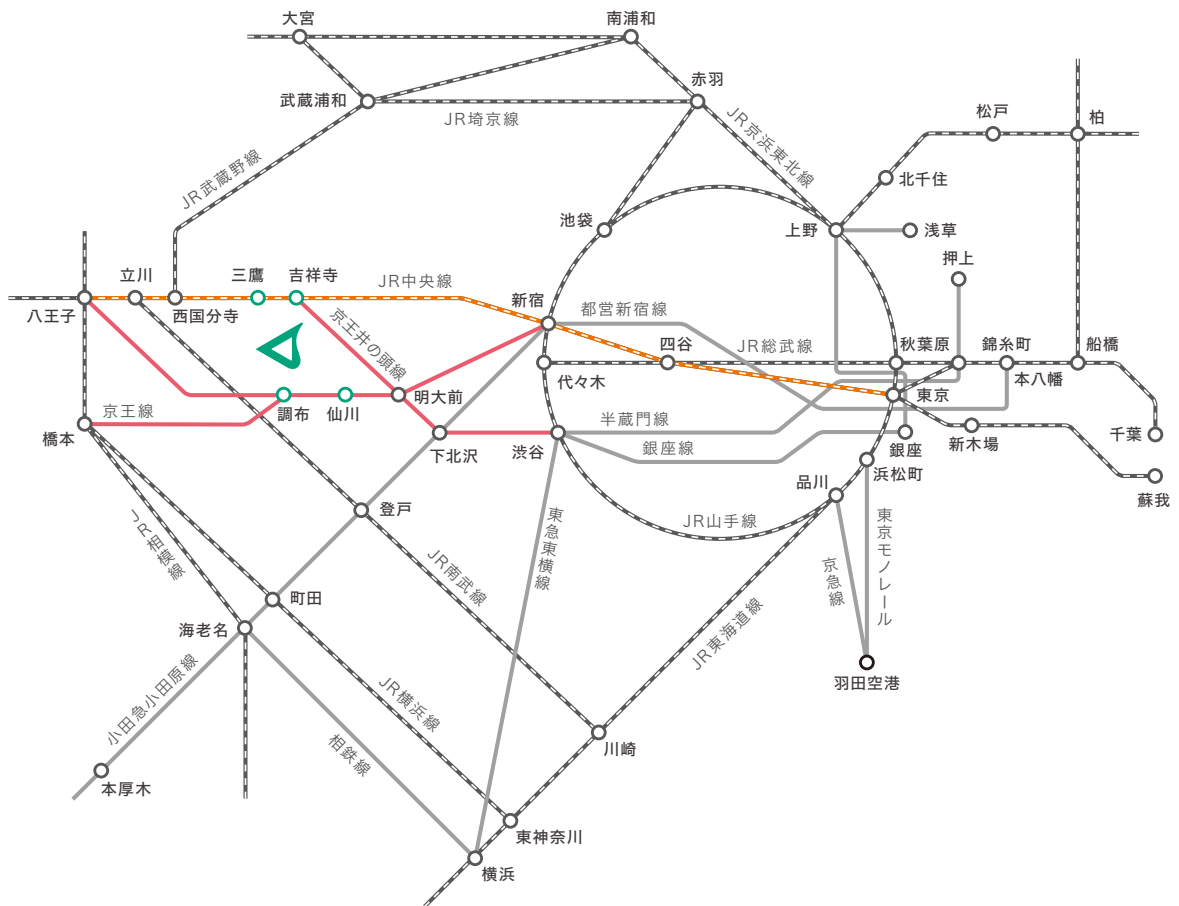 大宮
南浦和
赤羽
武蔵浦和
JR埼京線
JR京浜東北線
松戸
柏
JR武蔵野線
北千住
池袋
上野
浅草
押上
立川
三鷹
吉祥寺
JR中央線
新宿
都営新宿線
八王子
西国分寺
京王井の頭線
四谷
JR総武線
秋葉原
錦糸町
船橋
代々木
本八幡
京王線
調布
仙川
明大前
東京
橋本
下北沢
渋谷
半蔵門線
銀座線
銀座
新木場
千葉
浜松町
品川
蘇我
登戸
JR山手線
JR相模線
東急東横線
東京モノレール
京急線
JR南武線
町田
海老名
JR東海道線
羽田空港
小田急小田原線
JR横浜線
相鉄線
川崎
本厚木
東神奈川
横浜